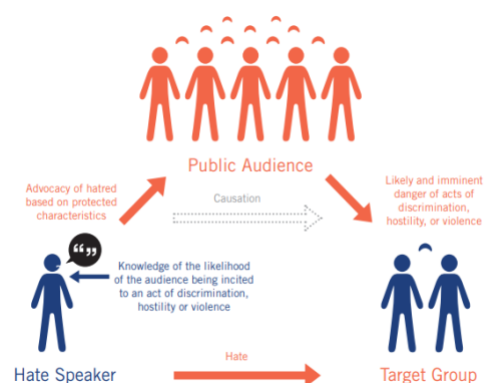 Public Audience
Advocacy of hatred
based on protected
characteristics
Causation
Likely and imminent
danger of acts of
discrimination,
hostility, or violence
Knowledge of the likelihood
of the audience being incited
to an act of discrimination,
hostility or violence
Hate
Hate Speaker
Target Group